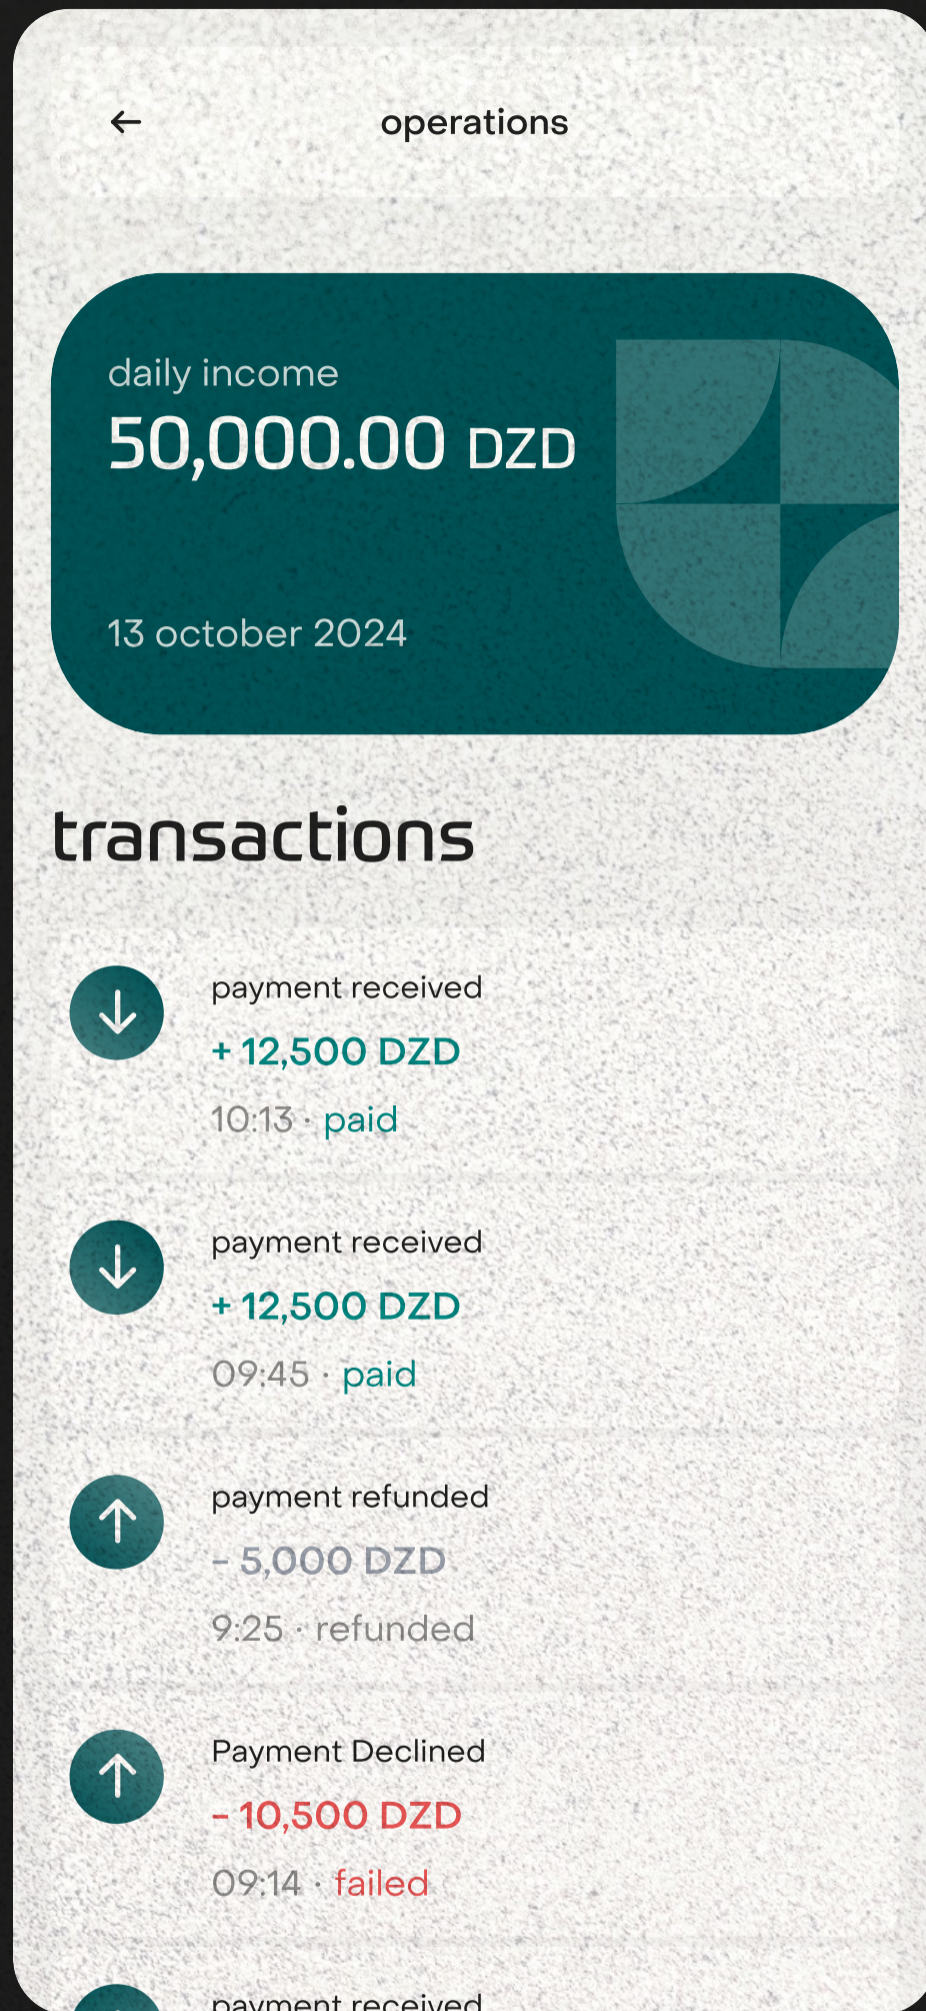 operations
daily income
50,000.00 DZD
13 october 2024
transactions
payment received
+ 12,500 DZD
10:13 · paid
payment received
+ 12,500 DZD
09:45 · paid
payment refunded
- 5,000 DZD
9:25 · refunded
Payment Declined
- 10,500 DZD
09:14 · failed
payment received